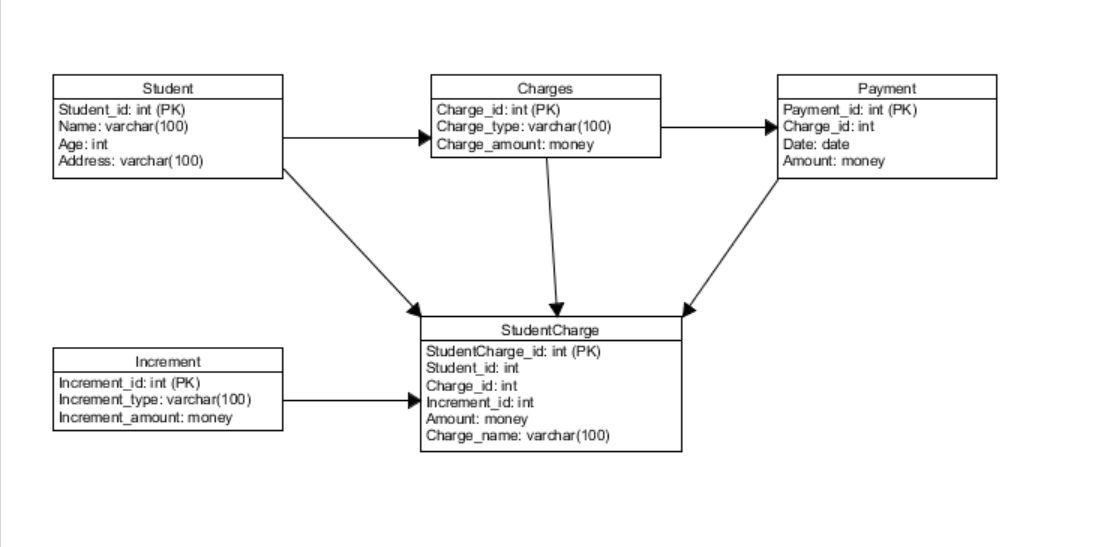 Student
Student_id: int (PK)
Name: varchar(100)
Age: int
Address: varchar(100)
Charges
Charge_id: int (PK)
Charge_type: varchar(100)
Charge_amount: money
Payment
Payment_id: int (PK)
Charge_id: int
Date: date
Amount: money
Increment
Increment_id: int (PK)
Increment_type: varchar(100)
Increment_amount: money
StudentCharge
StudentCharge_id: int (PK)
Student_id: int
Charge_id: int
Increment_id: int
Amount: money
Charge_name: varchar(100)